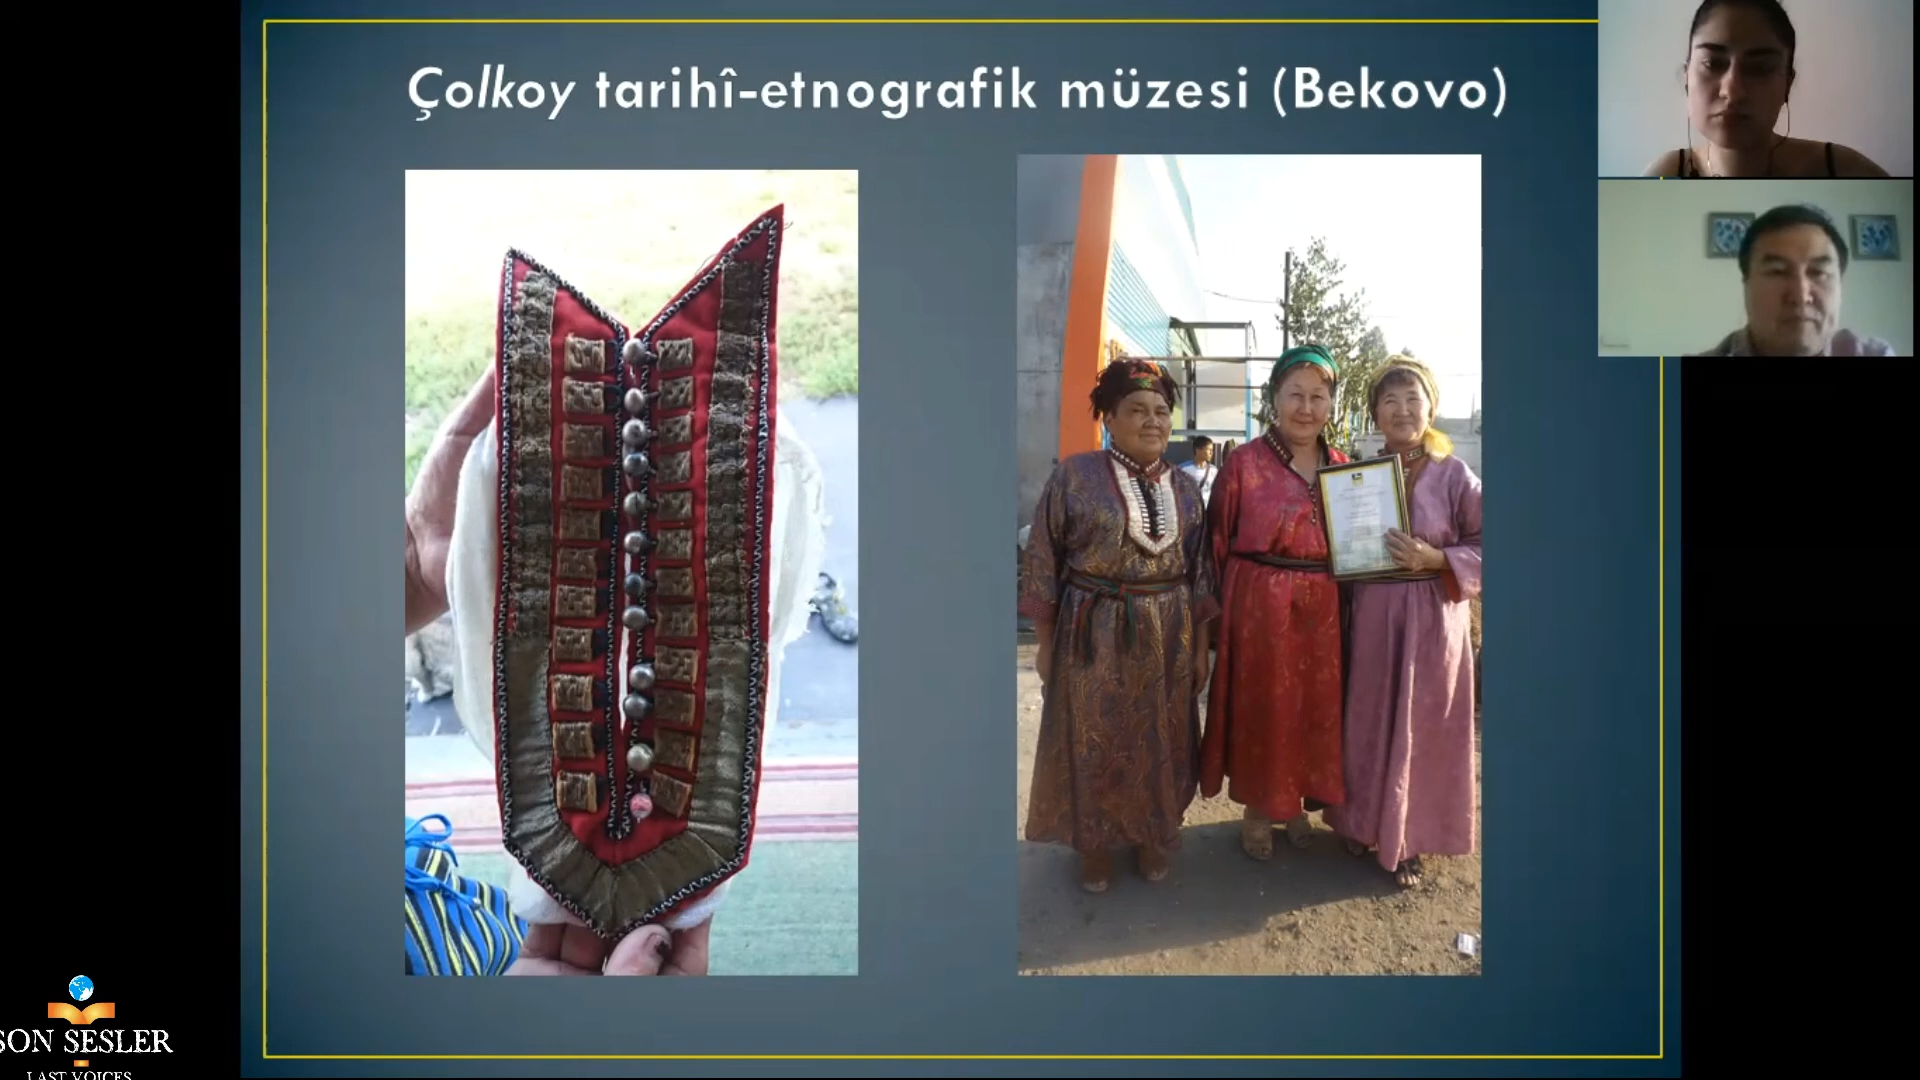 Çolkoy tarihî-etnografik müzesi (Bekovo)
SON SESLER
LAST VOICES